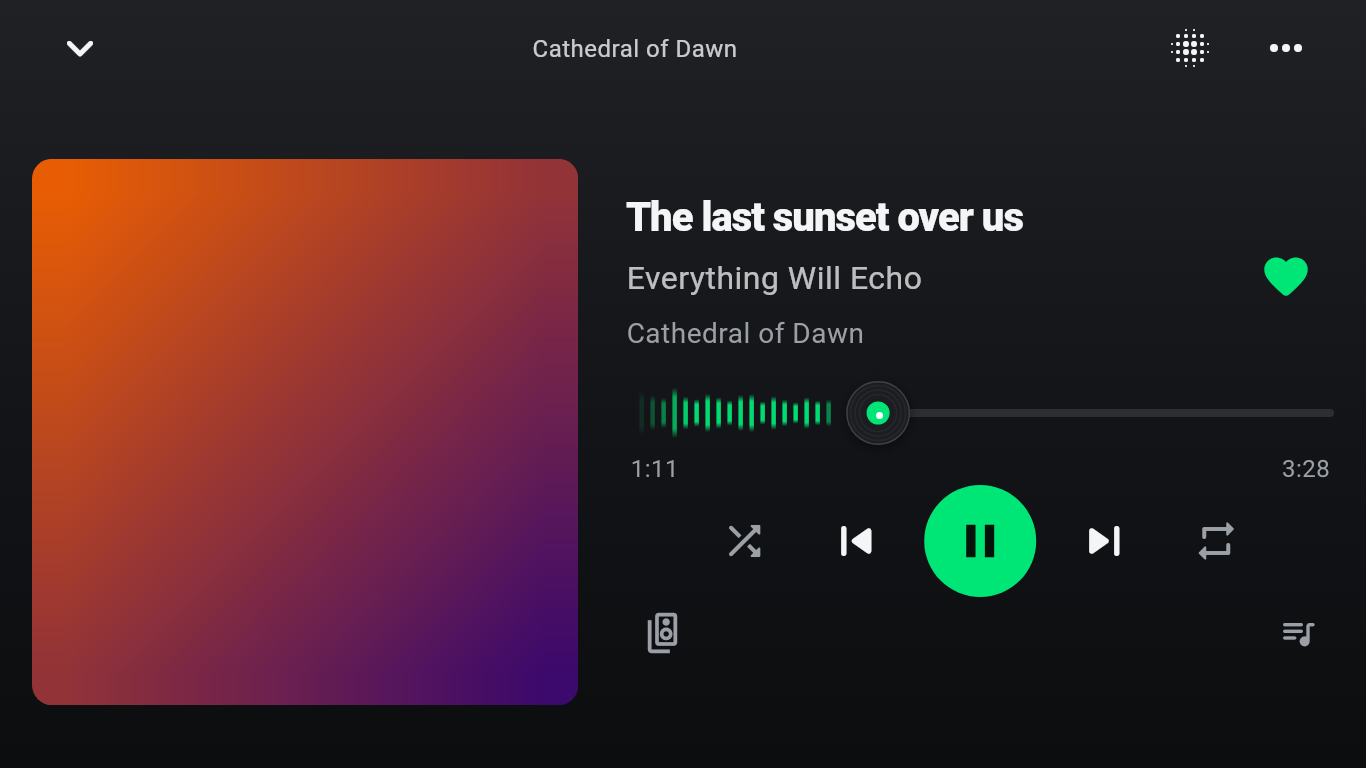 Cathedral of Dawn
The last sunset over us
Everything Will Echo
Cathedral of Dawn
1:11
3:28